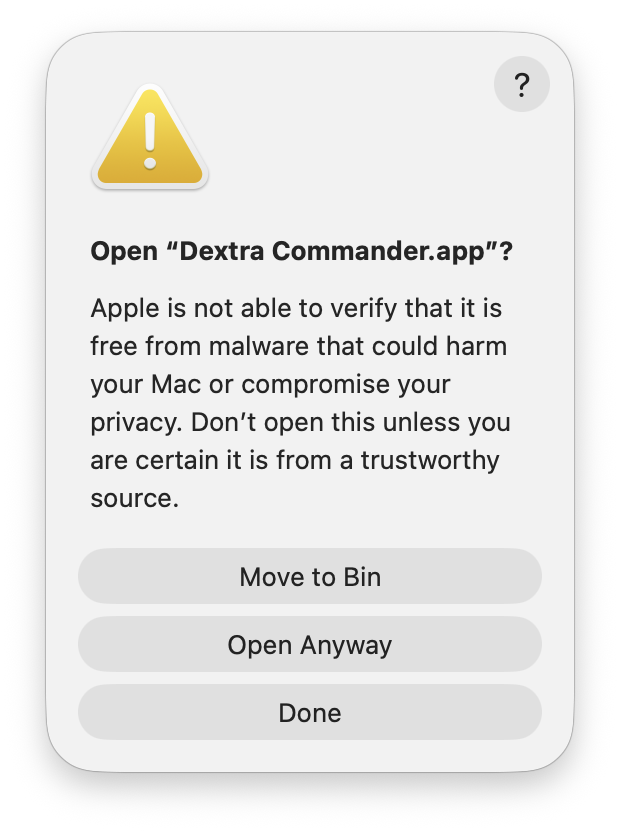 ?
Open “Dextra Commander.app”?
Apple is not able to verify that it is
free from malware that could harm
your Mac or compromise your
privacy. Don’t open this unless you
are certain it is from a trustworthy
source.
Move to Bin
Open Anyway
Done